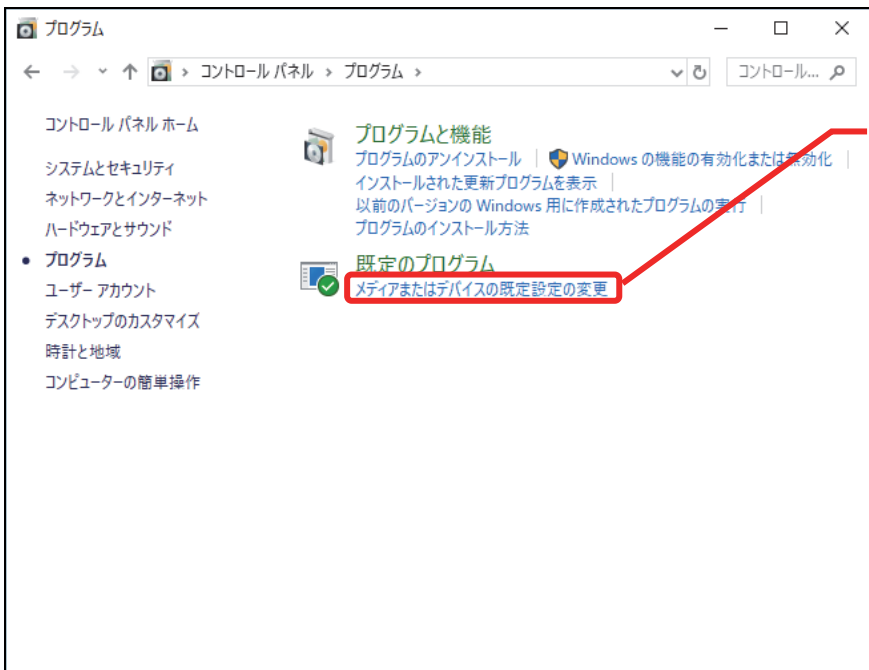 プログラム
コントロール パネル › プログラム ›
コントロール...
コントロール パネル ホーム
システムとセキュリティ
ネットワークとインターネット
ハードウェアとサウンド
プログラム
ユーザー アカウント
デスクトップのカスタマイズ
時計と地域
コンピューターの簡単操作
プログラムと機能
プログラムのアンインストール | Windows の機能の有効化または無効化 |
インストールされた更新プログラムを表示 |
以前のバージョンの Windows 用に作成されたプログラムの実行 |
プログラムのインストール方法
既定のプログラム
メディアまたはデバイスの既定設定の変更